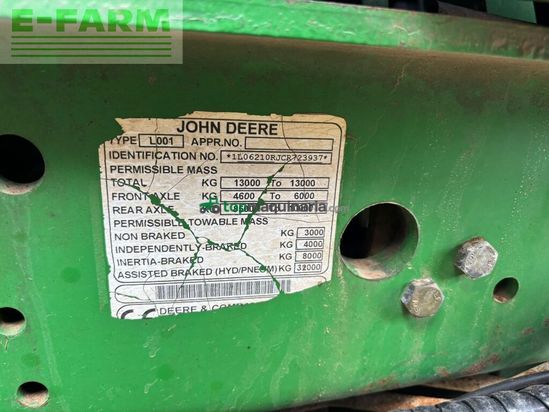 E-FARM
JOHN DEERE
TYPE L001 APPR.NO.
IDENTIFICATION NO. *1L06210RJCR723937*
PERMISSIBLE MASS
TOTAL KG 13000 To 13000
FRONT AXLE KG 4600 To 6000
REAR AXLE
PERMISSIBLE TOWABLE MASS
NON BRAKED KG 3000
INDEPENDENTLY-BRAKED KG 4000
INERTIA-BRAKED KG 8000
ASSISTED BRAKED (HYD/PNEUM) KG 32000
CE DEERE &